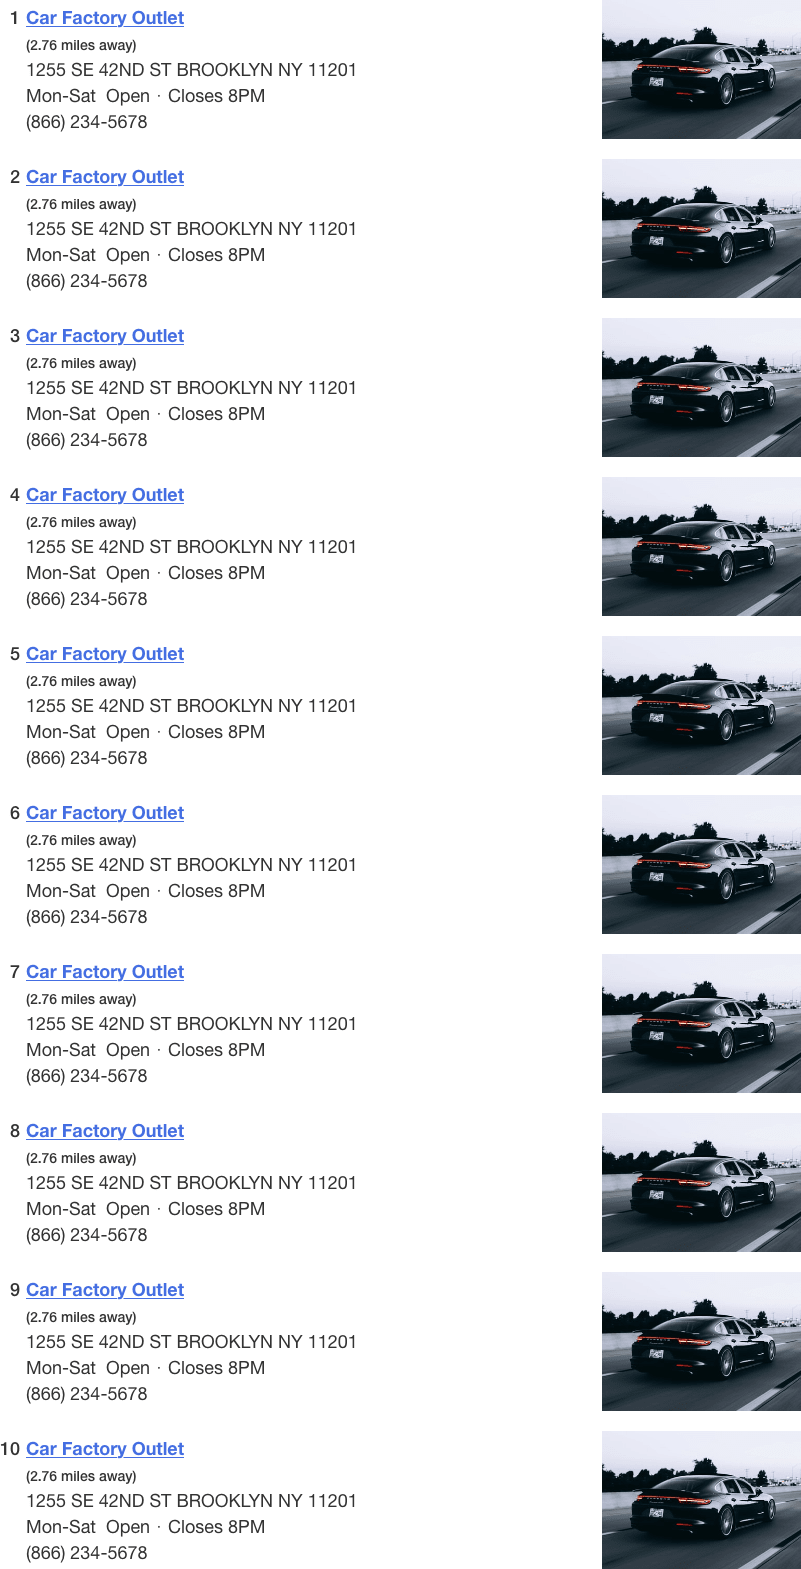 1 Car Factory Outlet
(2.76 miles away)
1255 SE 42ND ST BROOKLYN NY 11201
Mon-Sat Open · Closes 8PM
(866) 234-5678
2 Car Factory Outlet
(2.76 miles away)
1255 SE 42ND ST BROOKLYN NY 11201
Mon-Sat Open · Closes 8PM
(866) 234-5678
3 Car Factory Outlet
(2.76 miles away)
1255 SE 42ND ST BROOKLYN NY 11201
Mon-Sat Open · Closes 8PM
(866) 234-5678
4 Car Factory Outlet
(2.76 miles away)
1255 SE 42ND ST BROOKLYN NY 11201
Mon-Sat Open · Closes 8PM
(866) 234-5678
5 Car Factory Outlet
(2.76 miles away)
1255 SE 42ND ST BROOKLYN NY 11201
Mon-Sat Open · Closes 8PM
(866) 234-5678
6 Car Factory Outlet
(2.76 miles away)
1255 SE 42ND ST BROOKLYN NY 11201
Mon-Sat Open · Closes 8PM
(866) 234-5678
7 Car Factory Outlet
(2.76 miles away)
1255 SE 42ND ST BROOKLYN NY 11201
Mon-Sat Open · Closes 8PM
(866) 234-5678
8 Car Factory Outlet
(2.76 miles away)
1255 SE 42ND ST BROOKLYN NY 11201
Mon-Sat Open · Closes 8PM
(866) 234-5678
9 Car Factory Outlet
(2.76 miles away)
1255 SE 42ND ST BROOKLYN NY 11201
Mon-Sat Open · Closes 8PM
(866) 234-5678
10 Car Factory Outlet
(2.76 miles away)
1255 SE 42ND ST BROOKLYN NY 11201
Mon-Sat Open · Closes 8PM
(866) 234-5678